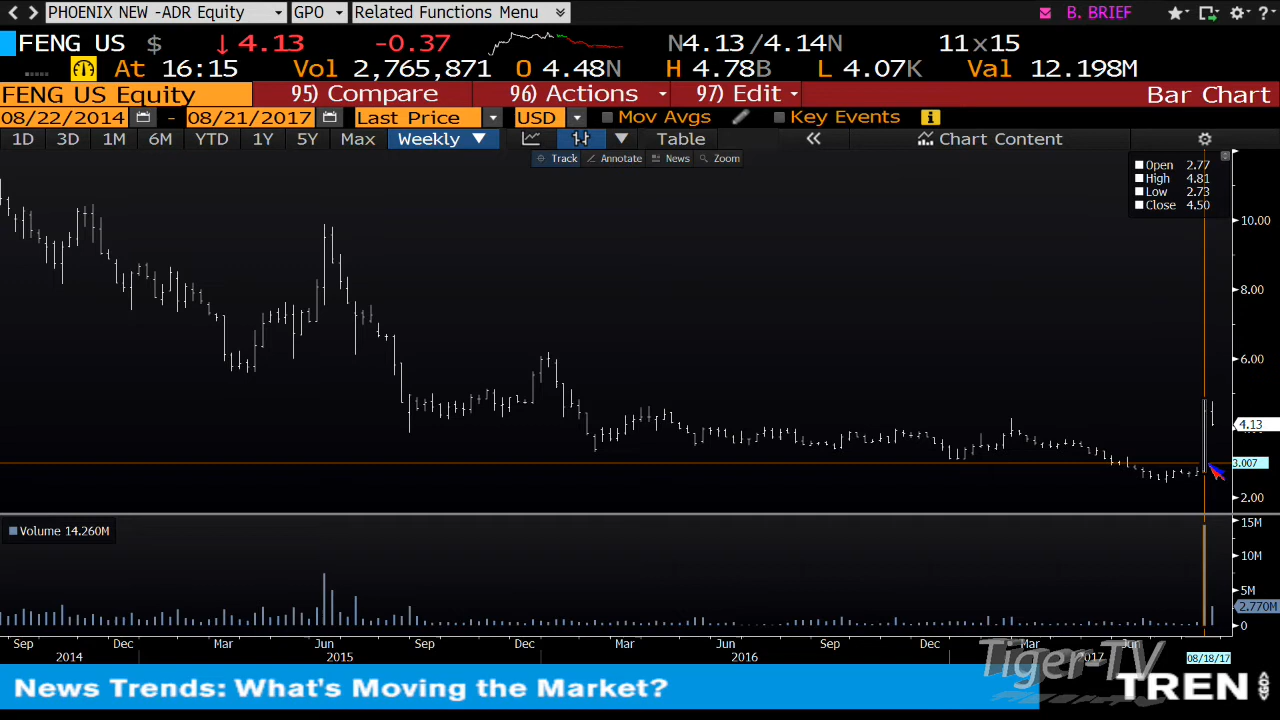 PHOENIX NEW -ADR Equity GPO Related Functions Menu B. BRIEF ?
FENG US $ ↓4.13 -0.37 N4.13/4.14N 11x15
At 16:15 Vol 2,765,871 O 4.48N H 4.78B L 4.07K Val 12.198M
FENG US Equity 95) Compare 96) Actions 97) Edit Bar Chart
08/22/2014 - 08/21/2017 Last Price USD Mov Avgs Key Events i
1D 3D 1M 6M YTD 1Y 5Y Max Weekly ▼ Table « Chart Content
Track Annotate News Zoom
Open 2.77
High 4.81
Low 2.73
Close 4.50
10.00
8.00
6.00
4.13
3.007
2.00
Volume 14.260M
15M
10M
5M
2.770M
0
Sep Dec Mar Jun Sep Dec Mar Jun Sep Dec Mar Jun
2014 2015 2016 2017 08/18/17
Tiger-TV
News Trends: What's Moving the Market? TREN